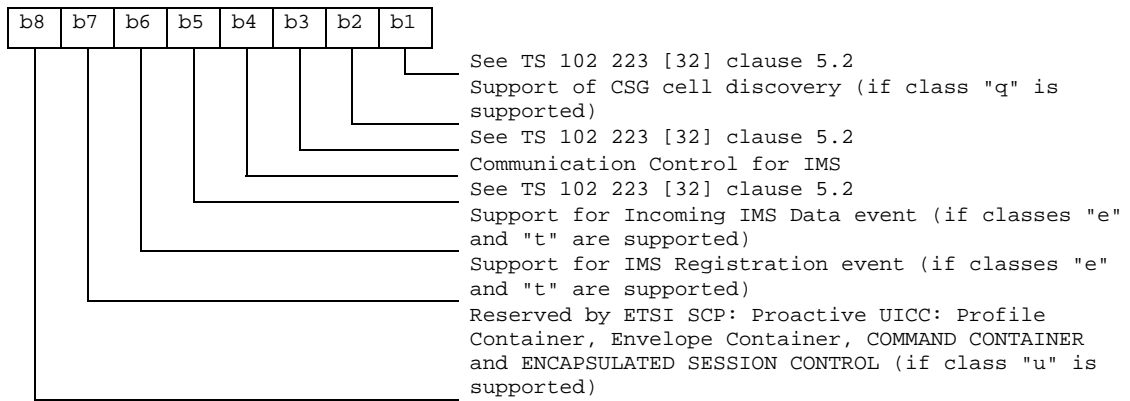 b8 b7 b6 b5 b4 b3 b2 b1
See TS 102 223 [32] clause 5.2
Support of CSG cell discovery (if class "q" is
supported)
See TS 102 223 [32] clause 5.2
Communication Control for IMS
See TS 102 223 [32] clause 5.2
Support for Incoming IMS Data event (if classes "e"
and "t" are supported)
Support for IMS Registration event (if classes "e"
and "t" are supported)
Reserved by ETSI SCP: Proactive UICC: Profile
Container, Envelope Container, COMMAND CONTAINER
and ENCAPSULATED SESSION CONTROL (if class "u" is
supported)